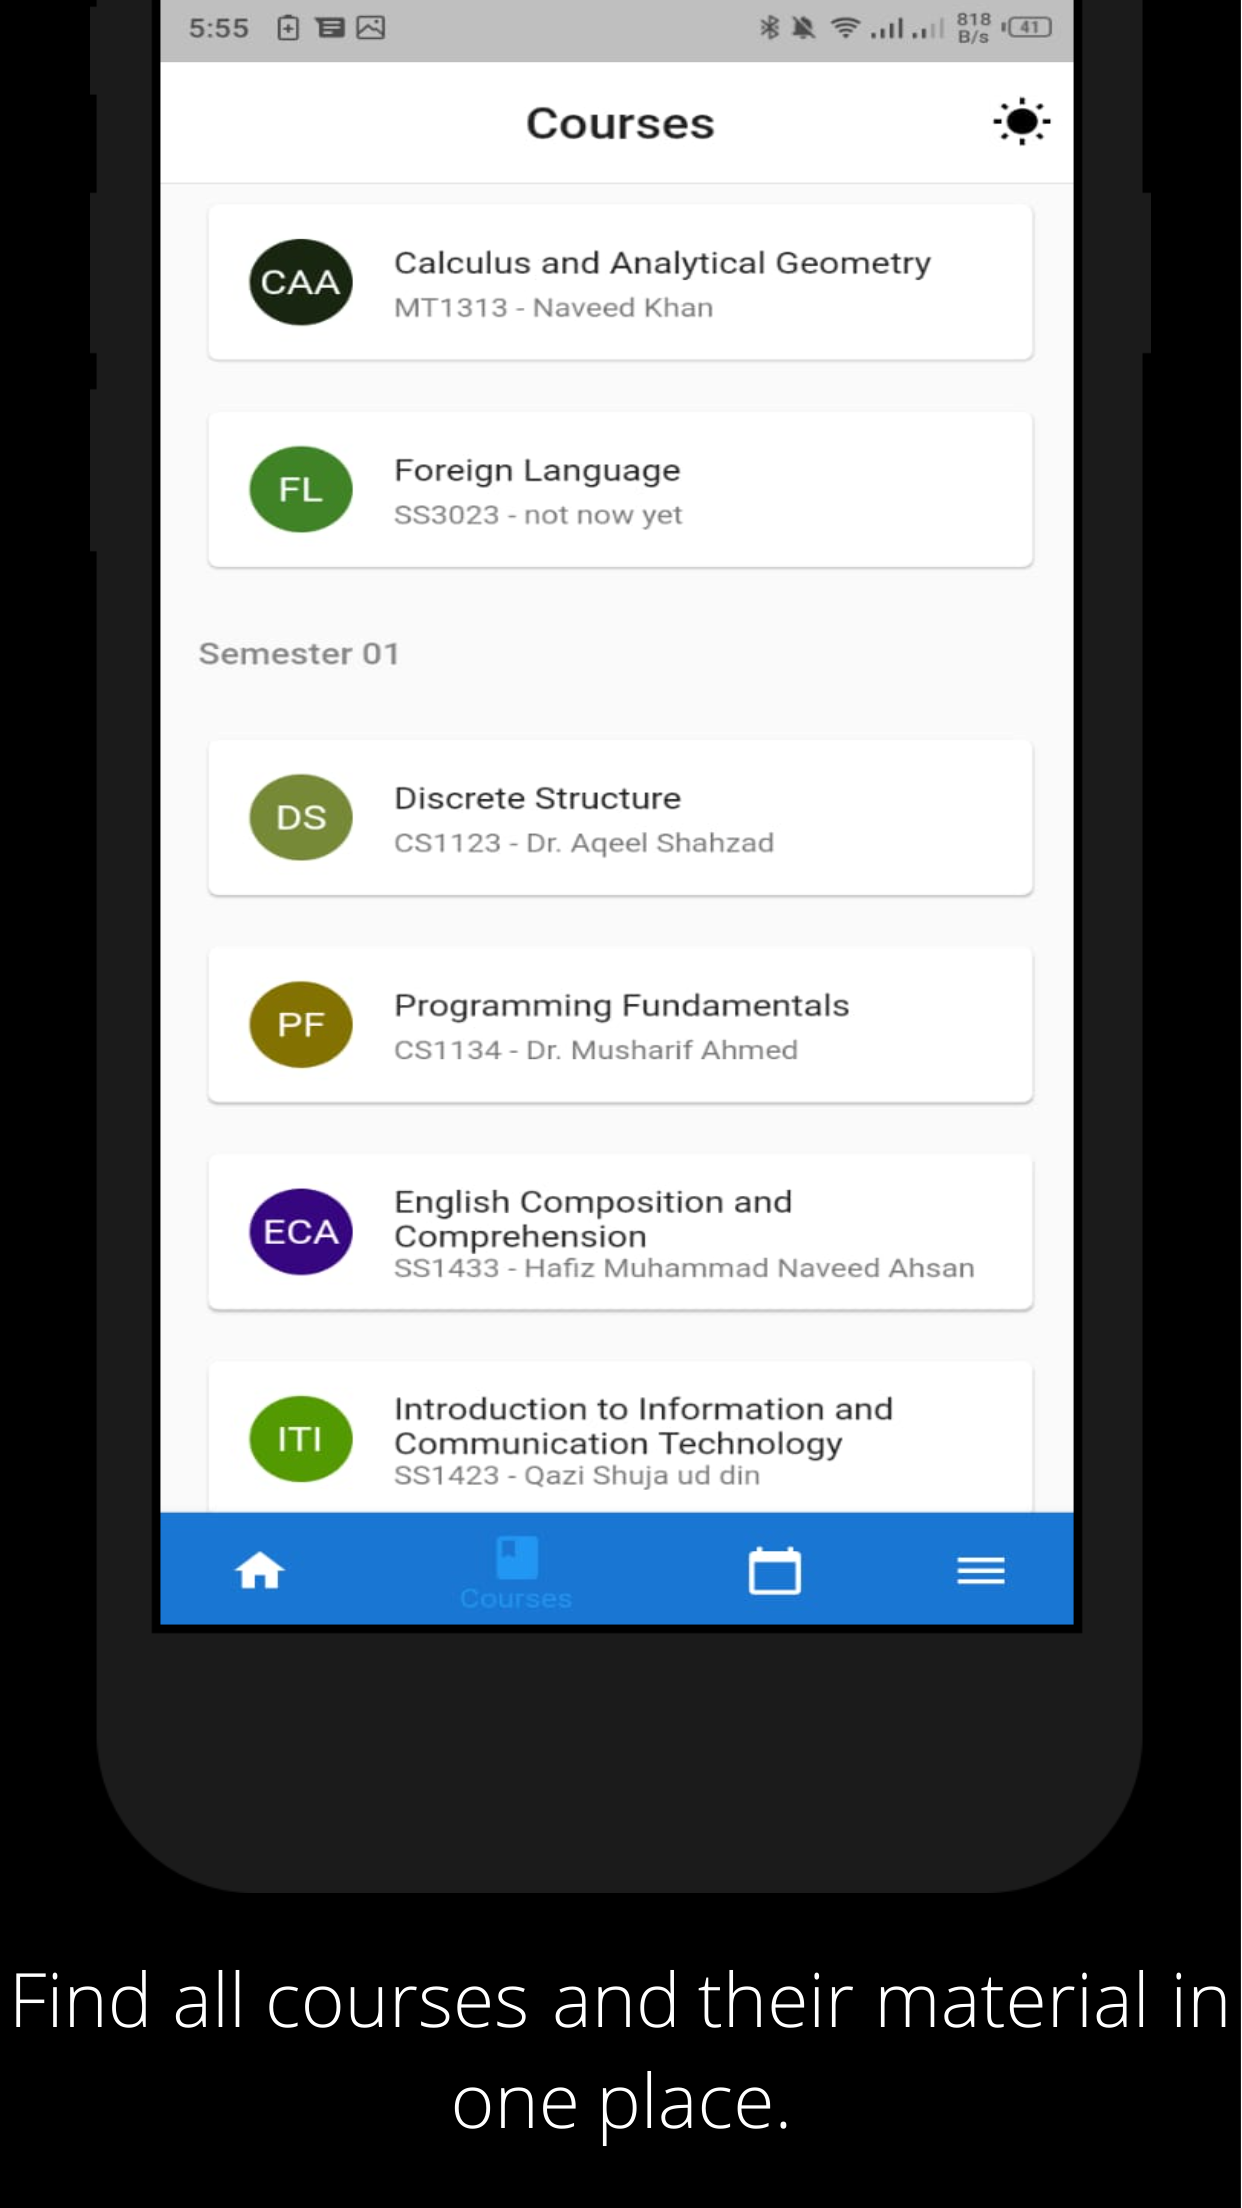 5:55
818
B/s
41
Courses
CAA
Calculus and Analytical Geometry
MT1313 - Naveed Khan
FL
Foreign Language
SS3023 - not now yet
Semester 01
DS
Discrete Structure
CS1123 - Dr. Aqeel Shahzad
PF
Programming Fundamentals
CS1134 - Dr. Musharif Ahmed
ECA
English Composition and
Comprehension
SS1433 - Hafiz Muhammad Naveed Ahsan
ITI
Introduction to Information and
Communication Technology
SS1423 - Qazi Shuja ud din
Courses
Find all courses and their material in
one place.